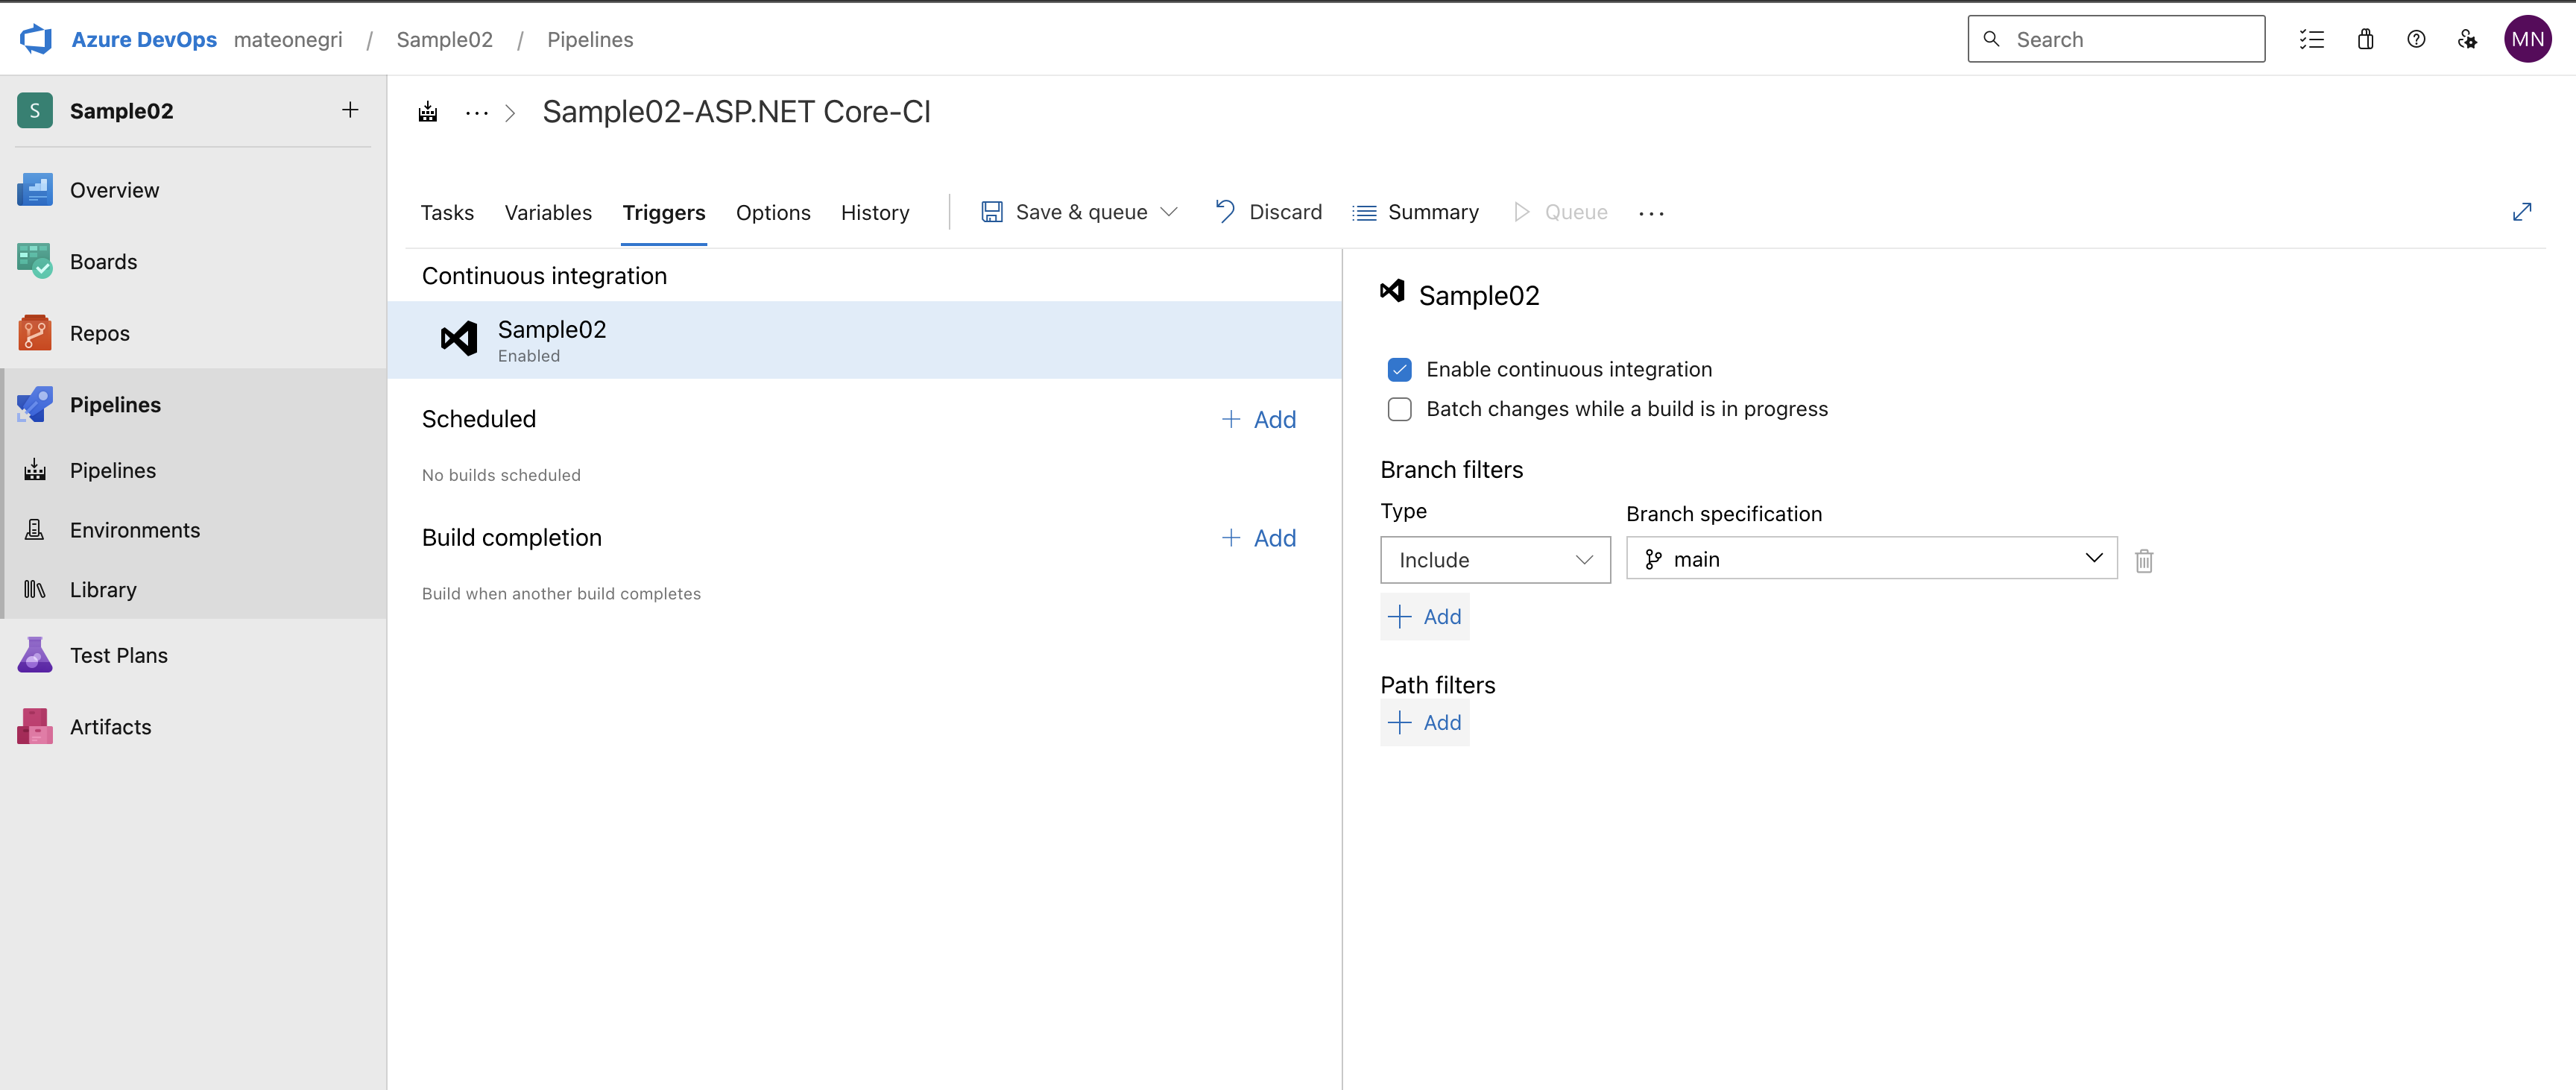 Azure DevOps mateonegri / Sample02 / Pipelines Search MN
S Sample02
Overview
Boards
Repos
Pipelines
Pipelines
Environments
Library
Test Plans
Artifacts
... > Sample02-ASP.NET Core-CI
Tasks Variables Triggers Options History Save & queue Discard Summary Queue ...
Continuous integration
Sample02
Enabled
Scheduled + Add
No builds scheduled
Build completion + Add
Build when another build completes
Sample02
Enable continuous integration
Batch changes while a build is in progress
Branch filters
Type Branch specification
Include main
+ Add
Path filters
+ Add